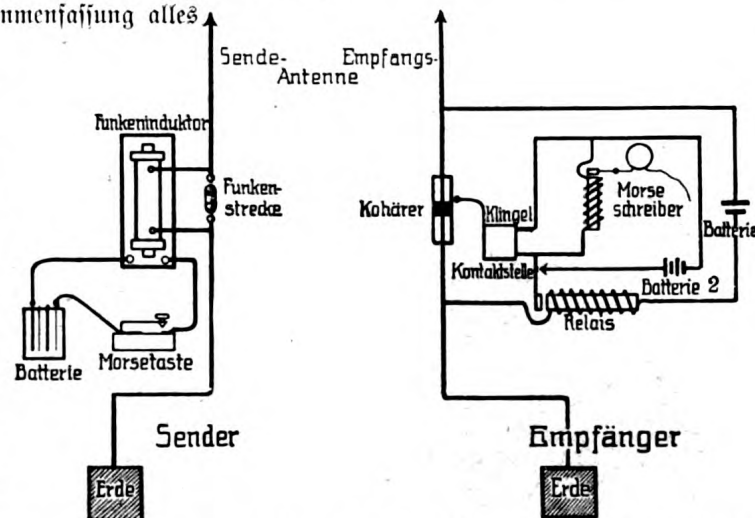 nmenfassung alles
Sende-
Antenne
Empfangs-
Funkeninduktor
Funken-
strecke
Batterie
Morsetaste
Sender
Erde
Kohärer
Klingel
Kontaktstelle
Morse
schreiber
Batterie
Batterie 2
Relais
Empfänger
Erde